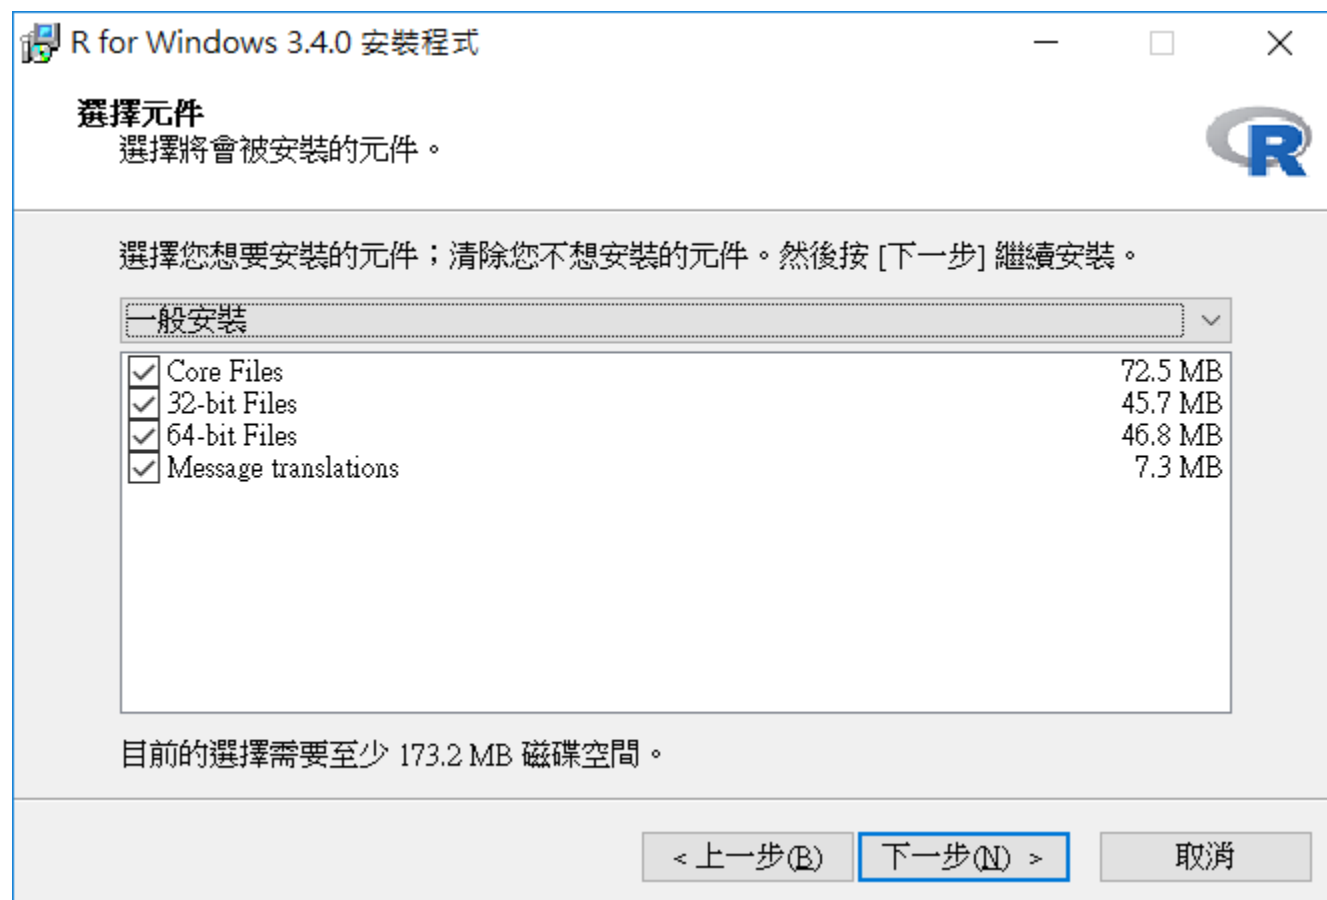 R for Windows 3.4.0 安裝程式
選擇元件
選擇將會被安裝的元件。
R
選擇您想要安裝的元件；清除您不想安裝的元件。然後按 [下一步] 繼續安裝。
一般安裝
Core Files 72.5 MB
32-bit Files 45.7 MB
64-bit Files 46.8 MB
Message translations 7.3 MB
目前的選擇需要至少 173.2 MB 磁碟空間。
< 上一步(B) 下一步(N) > 取消